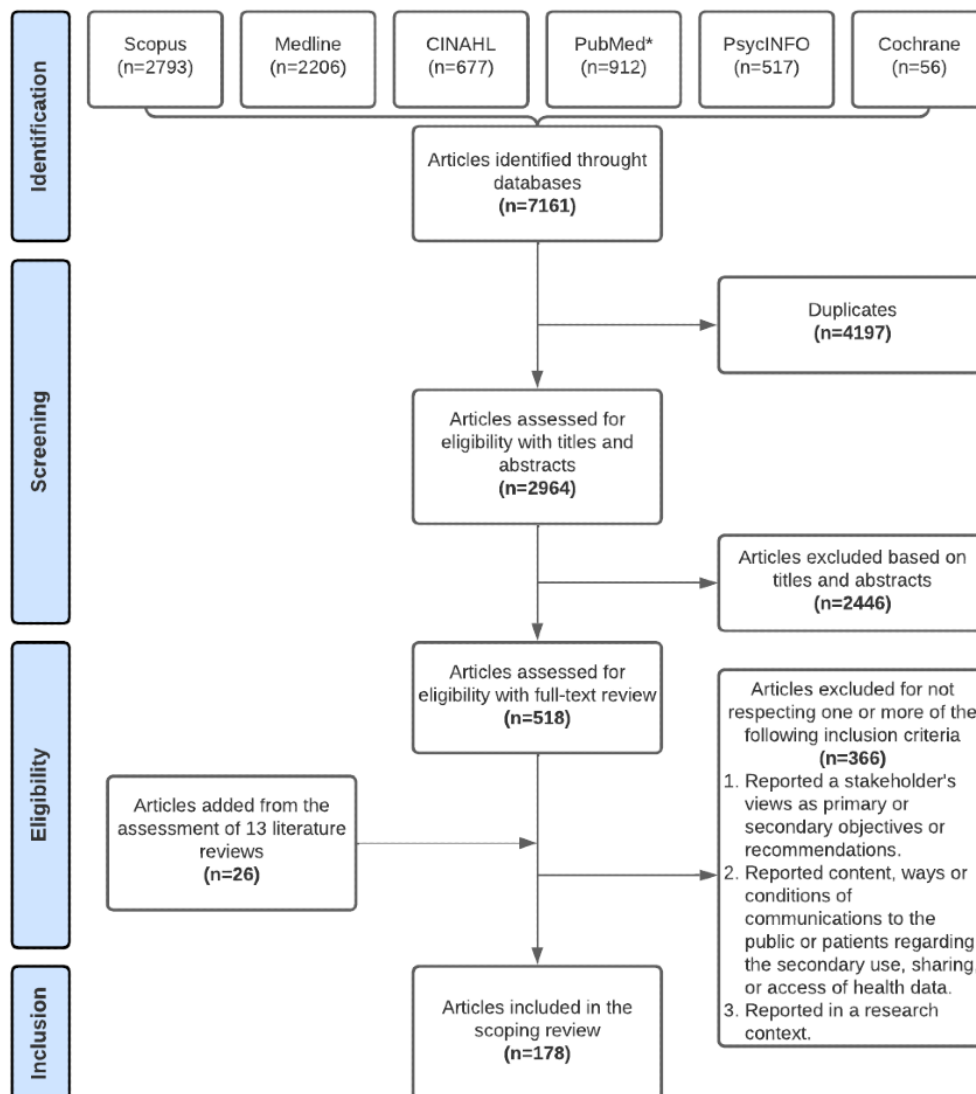 Identification
Scopus
(n=2793)
Medline
(n=2206)
CINAHL
(n=677)
PubMed*
(n=912)
PsycINFO
(n=517)
Cochrane
(n=56)
Articles identified throught
databases
(n=7161)
Screening
Duplicates
(n=4197)
Articles assessed for
eligibility with titles and
abstracts
(n=2964)
Articles excluded based on
titles and abstracts
(n=2446)
Eligibility
Articles assessed for
eligibility with full-text review
(n=518)
Articles excluded for not
respecting one or more of the
following inclusion criteria
(n=366)
1. Reported a stakeholder's
views as primary or
secondary objectives or
recommendations.
2. Reported content, ways or
conditions of
communications to the
public or patients regarding
the secondary use, sharing,
or access of health data.
3. Reported in a research
context.
Articles added from the
assessment of 13 literature
reviews
(n=26)
Inclusion
Articles included in the
scoping review
(n=178)